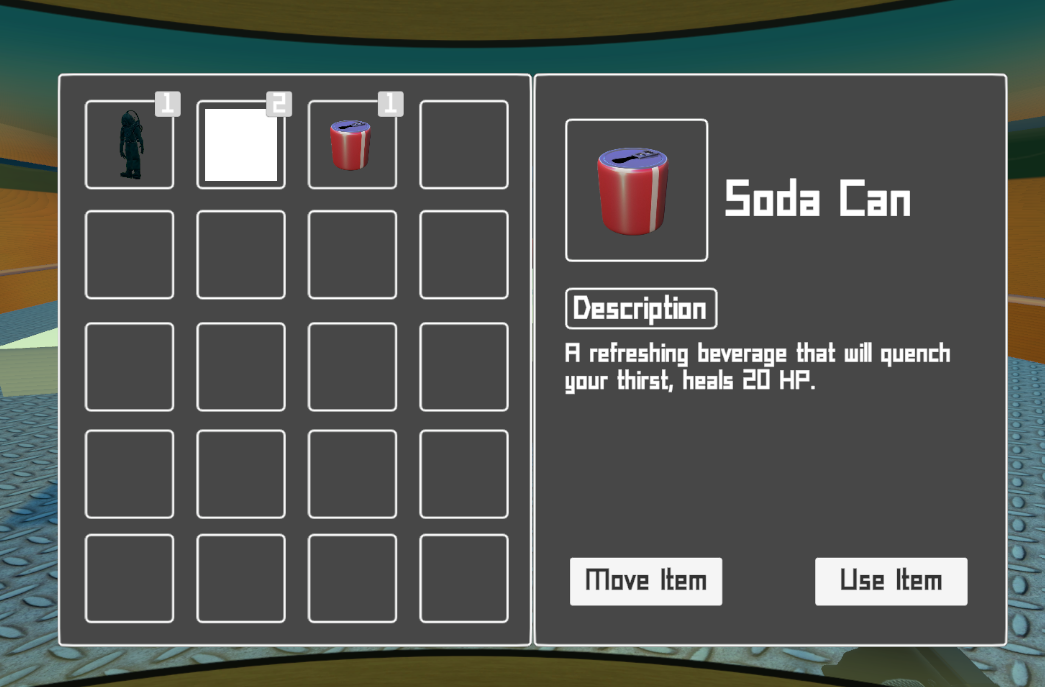 1
2
1
Soda Can
Description
A refreshing beverage that will quench
your thirst, heals 20 HP.
Move Item
Use Item